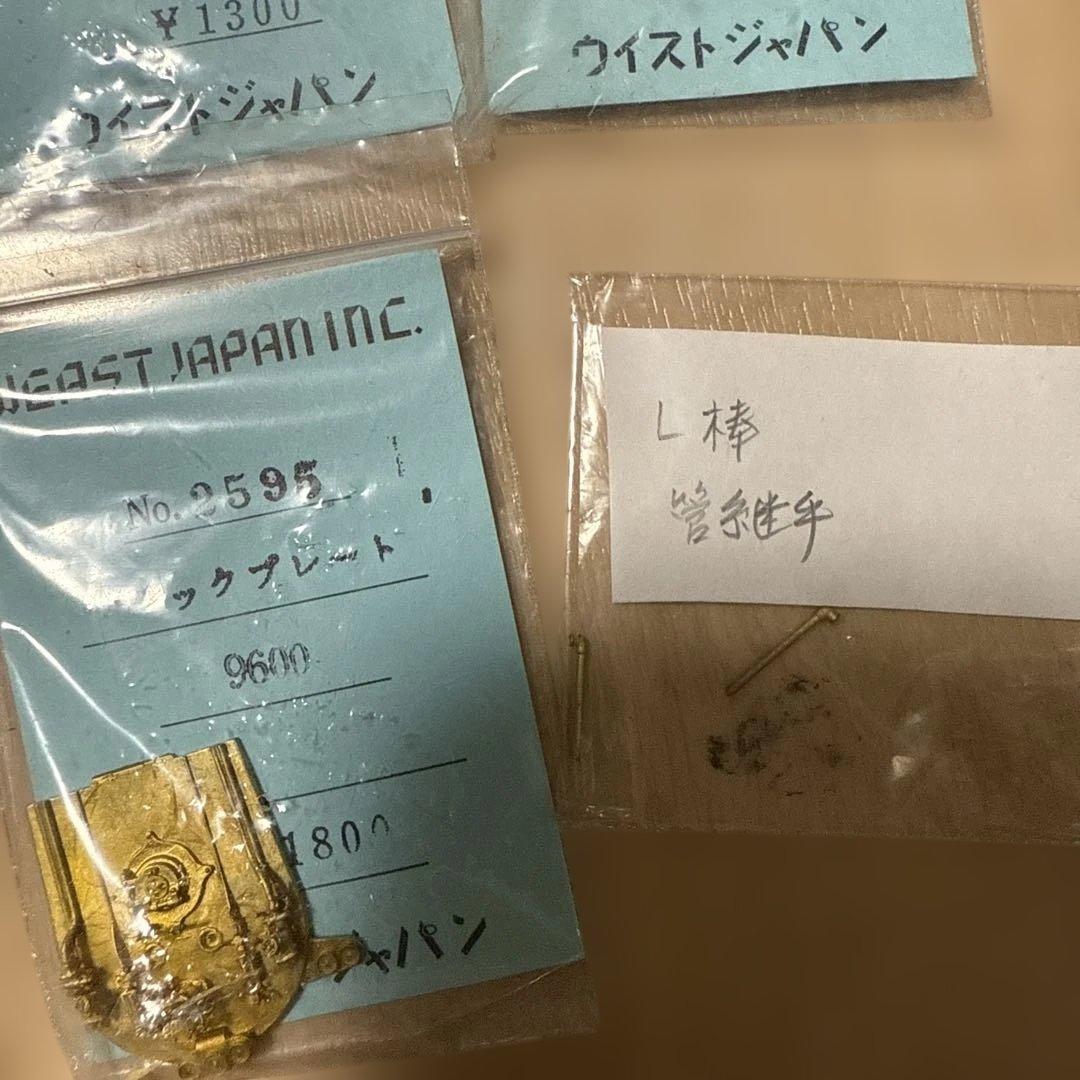 ¥1300
ウイストジャパン
ウイストジャパン
WEAST JAPAN INC.
No. 2595
ックプレート
9600
1800
ジャパン
L棒
管継手